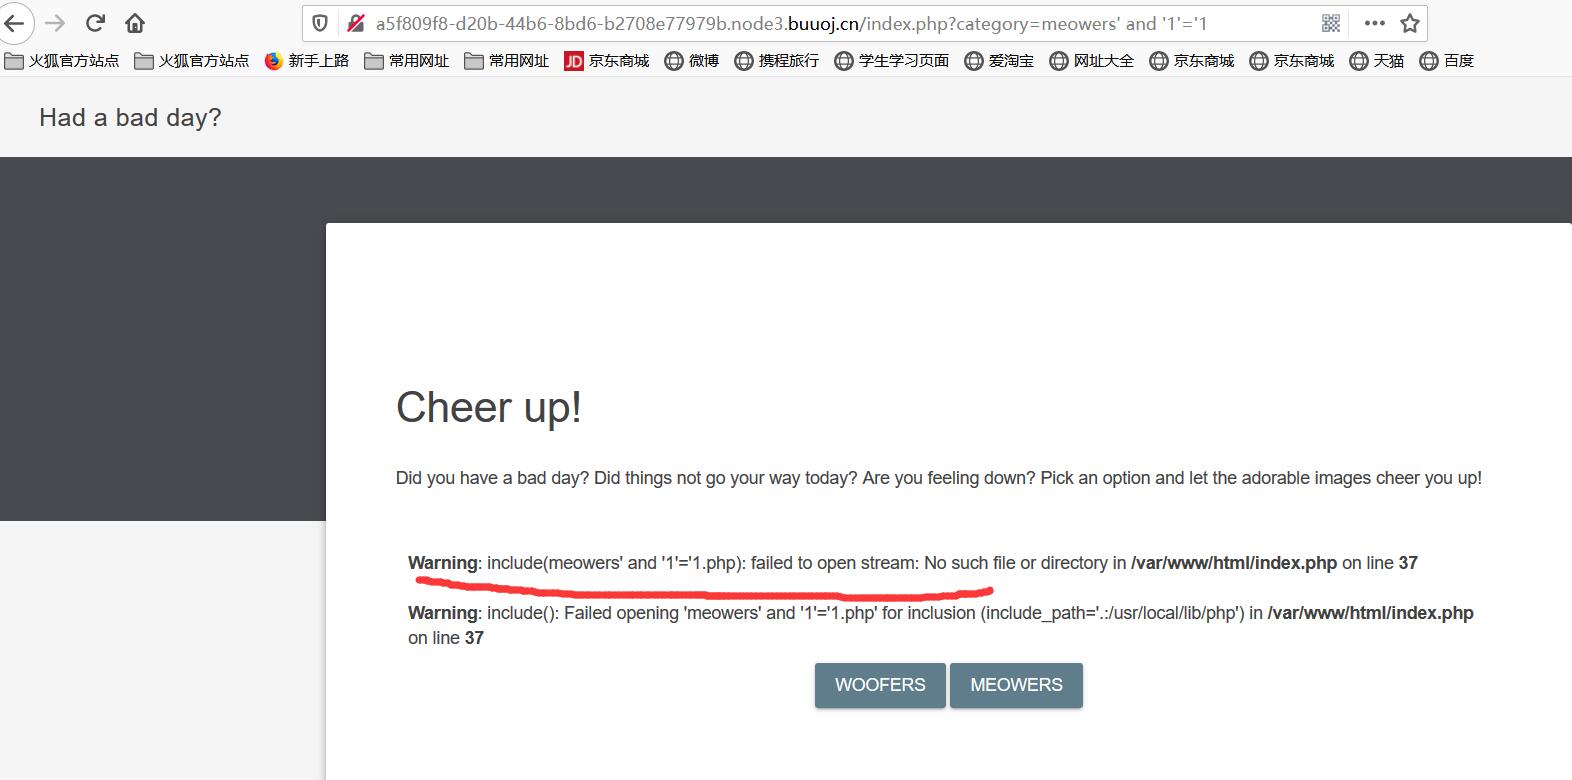 a5f809f8-d20b-44b6-8bd6-b2708e77979b.node3.buuoj.cn/index.php?category=meowers' and '1'='1
火狐官方站点 火狐官方站点 新手上路 常用网址 常用网址 JD 京东商城 微博 携程旅行 学生学习页面 爱淘宝 网址大全 京东商城 京东商城 天猫 百度
Had a bad day?
Cheer up!
Did you have a bad day? Did things not go your way today? Are you feeling down? Pick an option and let the adorable images cheer you up!
Warning: include(meowers' and '1'='1.php): failed to open stream: No such file or directory in /var/www/html/index.php on line 37
Warning: include(): Failed opening 'meowers' and '1'='1.php' for inclusion (include_path='.:/usr/local/lib/php') in /var/www/html/index.php
on line 37
WOOFERS MEOWERS